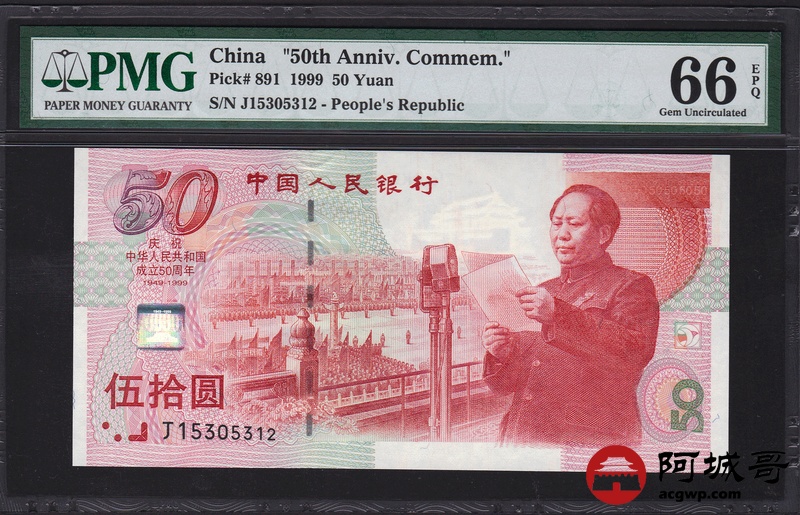 PMG
PAPER MONEY GUARANTY
China "50th Anniv. Commem."
Pick# 891 1999 50 Yuan
S/N J15305312 - People's Republic
66 EPQ
Gem Uncirculated
50
中国人民银行
庆祝
中华人民共和国
成立50周年
1949-1999
伍拾圆
J15305312
50
阿城哥
acgwp.com